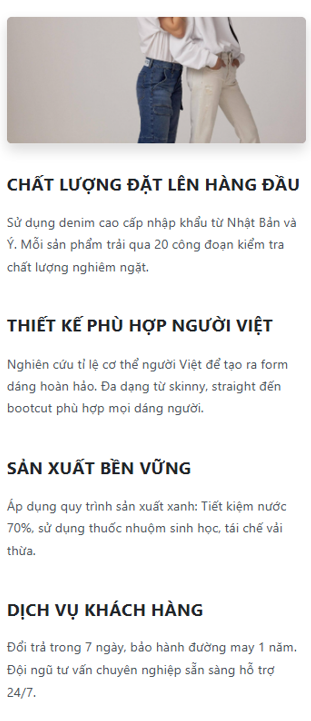 CHẤT LƯỢNG ĐẶT LÊN HÀNG ĐẦU
Sử dụng denim cao cấp nhập khẩu từ Nhật Bản và
Ý. Mỗi sản phẩm trải qua 20 công đoạn kiểm tra
chất lượng nghiêm ngặt.
THIẾT KẾ PHÙ HỢP NGƯỜI VIỆT
Nghiên cứu tỉ lệ cơ thể người Việt để tạo ra form
dáng hoàn hảo. Đa dạng từ skinny, straight đến
bootcut phù hợp mọi dáng người.
SẢN XUẤT BỀN VỮNG
Áp dụng quy trình sản xuất xanh: Tiết kiệm nước
70%, sử dụng thuốc nhuộm sinh học, tái chế vải
thừa.
DỊCH VỤ KHÁCH HÀNG
Đổi trả trong 7 ngày, bảo hành đường may 1 năm.
Đội ngũ tư vấn chuyên nghiệp sẵn sàng hỗ trợ
24/7.